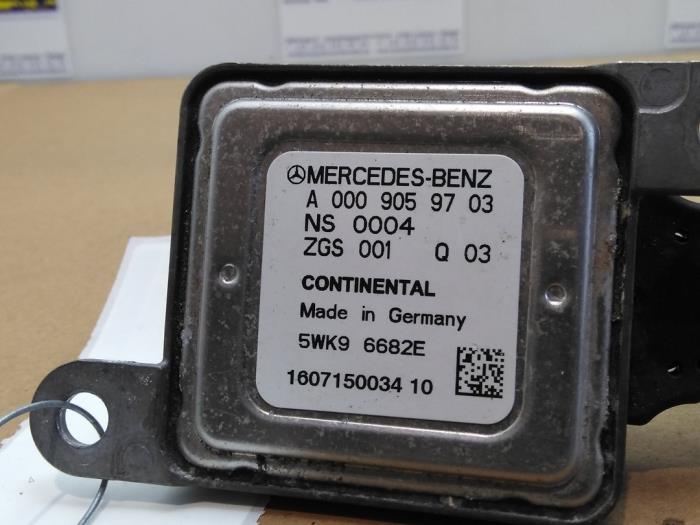 MERCEDES-BENZ
A 000 905 97 03
NS 0004
ZGS 001 Q 03
CONTINENTAL
Made in Germany
5WK9 6682E
1607150034 10